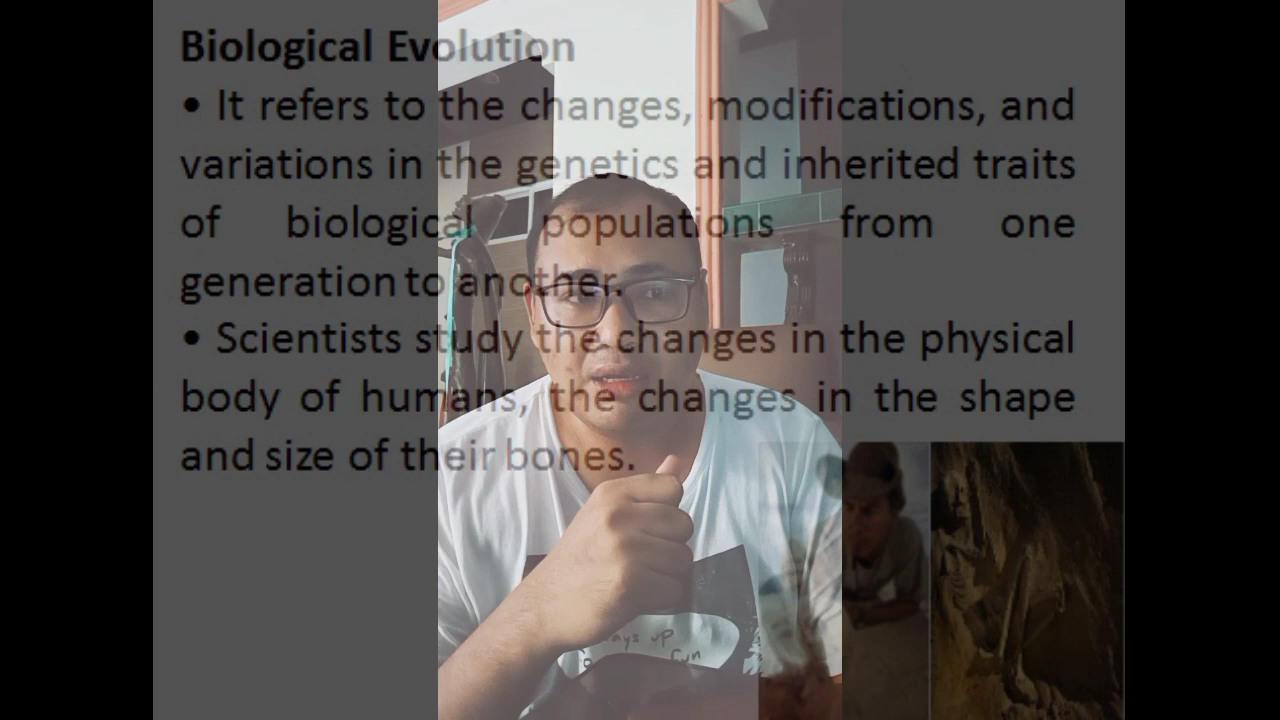 Biological Evolution
• It refers to the changes, modifications, and
variations in the genetics and inherited traits
of biological populations from one
generation to another.
• Scientists study the changes in the physical
body of humans, the changes in the shape
and size of their bones.
up
fun